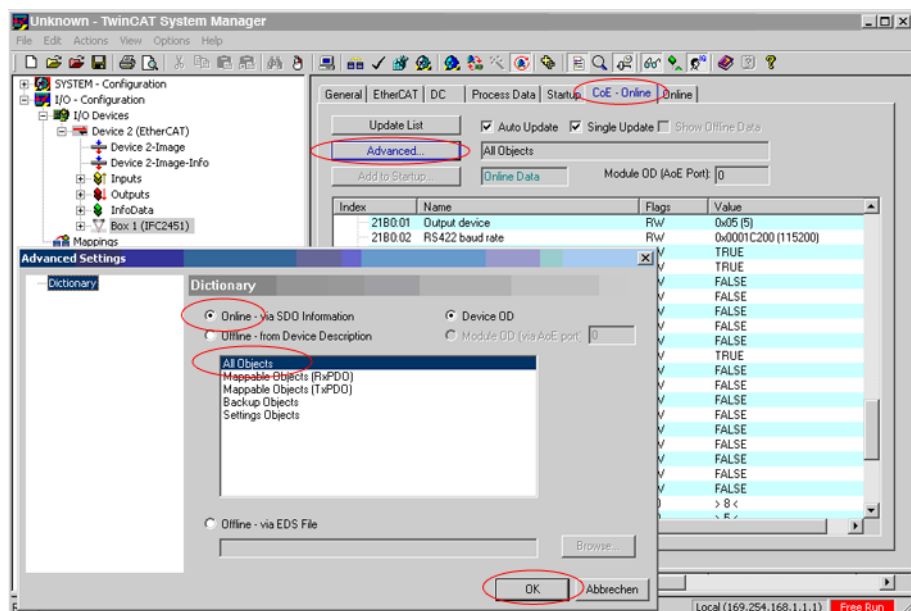 Unknown - TwinCAT System Manager
File Edit Actions View Options Help
SYSTEM - Configuration
I/O - Configuration
I/O Devices
Device 2 (EtherCAT)
Device 2-Image
Device 2-Image-Info
Inputs
Outputs
InfoData
Box 1 (IFC2451)
Mappings
General EtherCAT DC Process Data Startup CoE - Online Online
Update List Auto Update Single Update Show Offline Data
Advanced... All Objects
Add to Startup... Online Data Module OD (AoE Port): 0
Index Name Flags Value
21B0:01 Output device RW 0x05 (5)
21B0:02 RS422 baud rate RW 0x0001C200 (115200)
TRUE
TRUE
FALSE
FALSE
FALSE
FALSE
FALSE
TRUE
FALSE
FALSE
FALSE
FALSE
FALSE
FALSE
FALSE
FALSE
FALSE
> 8 <
> 5 <
Advanced Settings
Dictionary
Dictionary
Online - via SDO Information Device OD
Offline - from Device Description Module OD (via AoE port) 0
All Objects
Mappable Objects (RxPDO)
Mappable Objects (TxPDO)
Backup Objects
Settings Objects
Offline - via EDS File
Browse...
OK Abbrechen
Local (169.254.168.1.1.1) Free Run